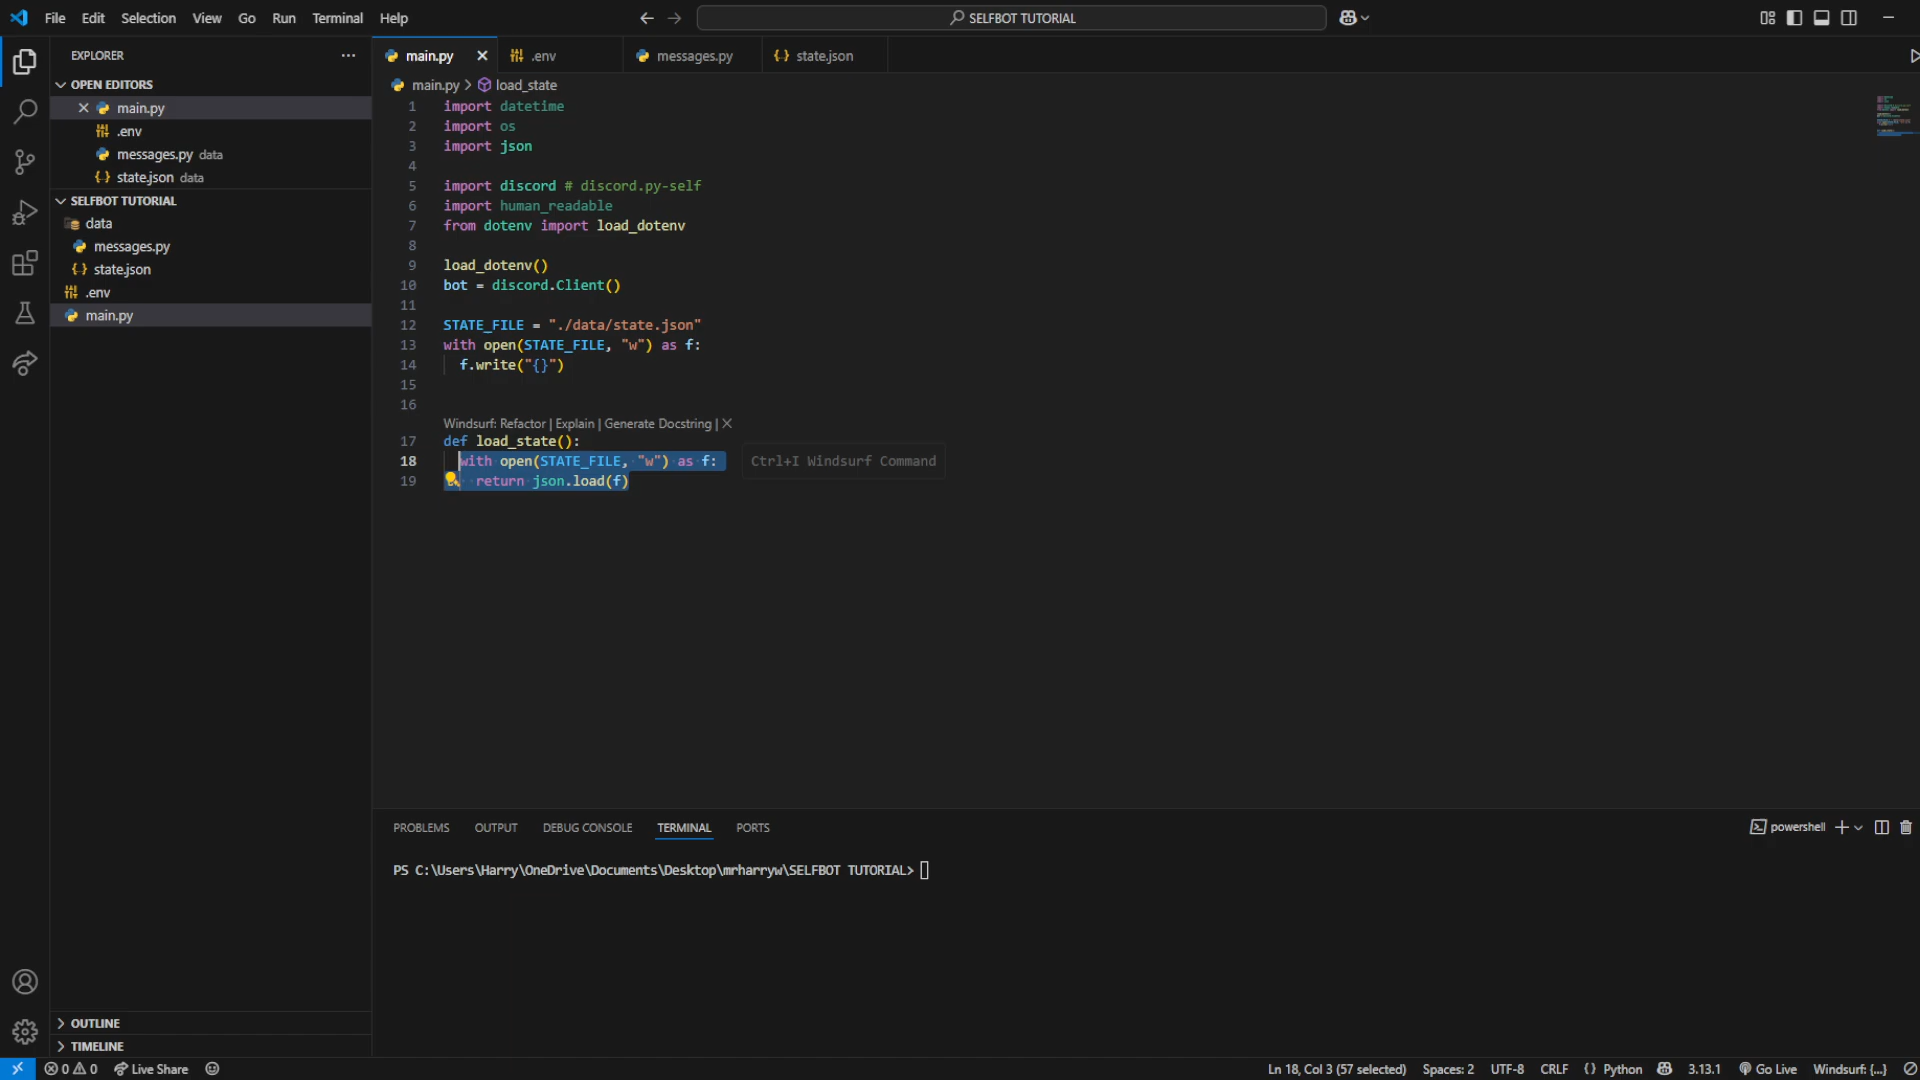 File Edit Selection View Go Run Terminal Help
SELFBOT TUTORIAL
EXPLORER
OPEN EDITORS
main.py
.env
messages.py data
state.json data
SELFBOT TUTORIAL
data
messages.py
state.json
.env
main.py
OUTLINE
TIMELINE
main.py .env messages.py state.json
main.py > load_state
1 import datetime
2 import os
3 import json
4
5 import discord # discord.py-self
6 import human_readable
7 from dotenv import load_dotenv
8
9 load_dotenv()
10 bot = discord.Client()
11
12 STATE_FILE = "./data/state.json"
13 with open(STATE_FILE, "w") as f:
14 f.write("{}")
15
16
Windsurf: Refactor | Explain | Generate Docstring | X
17 def load_state():
18 with open(STATE_FILE, "w") as f: Ctrl+I Windsurf Command
19 return json.load(f)
PROBLEMS OUTPUT DEBUG CONSOLE TERMINAL PORTS
powershell
PS C:\Users\Harry\OneDrive\Documents\Desktop\mrharryw\SELFBOT TUTORIAL>
0 0 Live Share
Ln 18, Col 3 (57 selected) Spaces: 2 UTF-8 CRLF {} Python 3.13.1 Go Live Windsurf: {...}